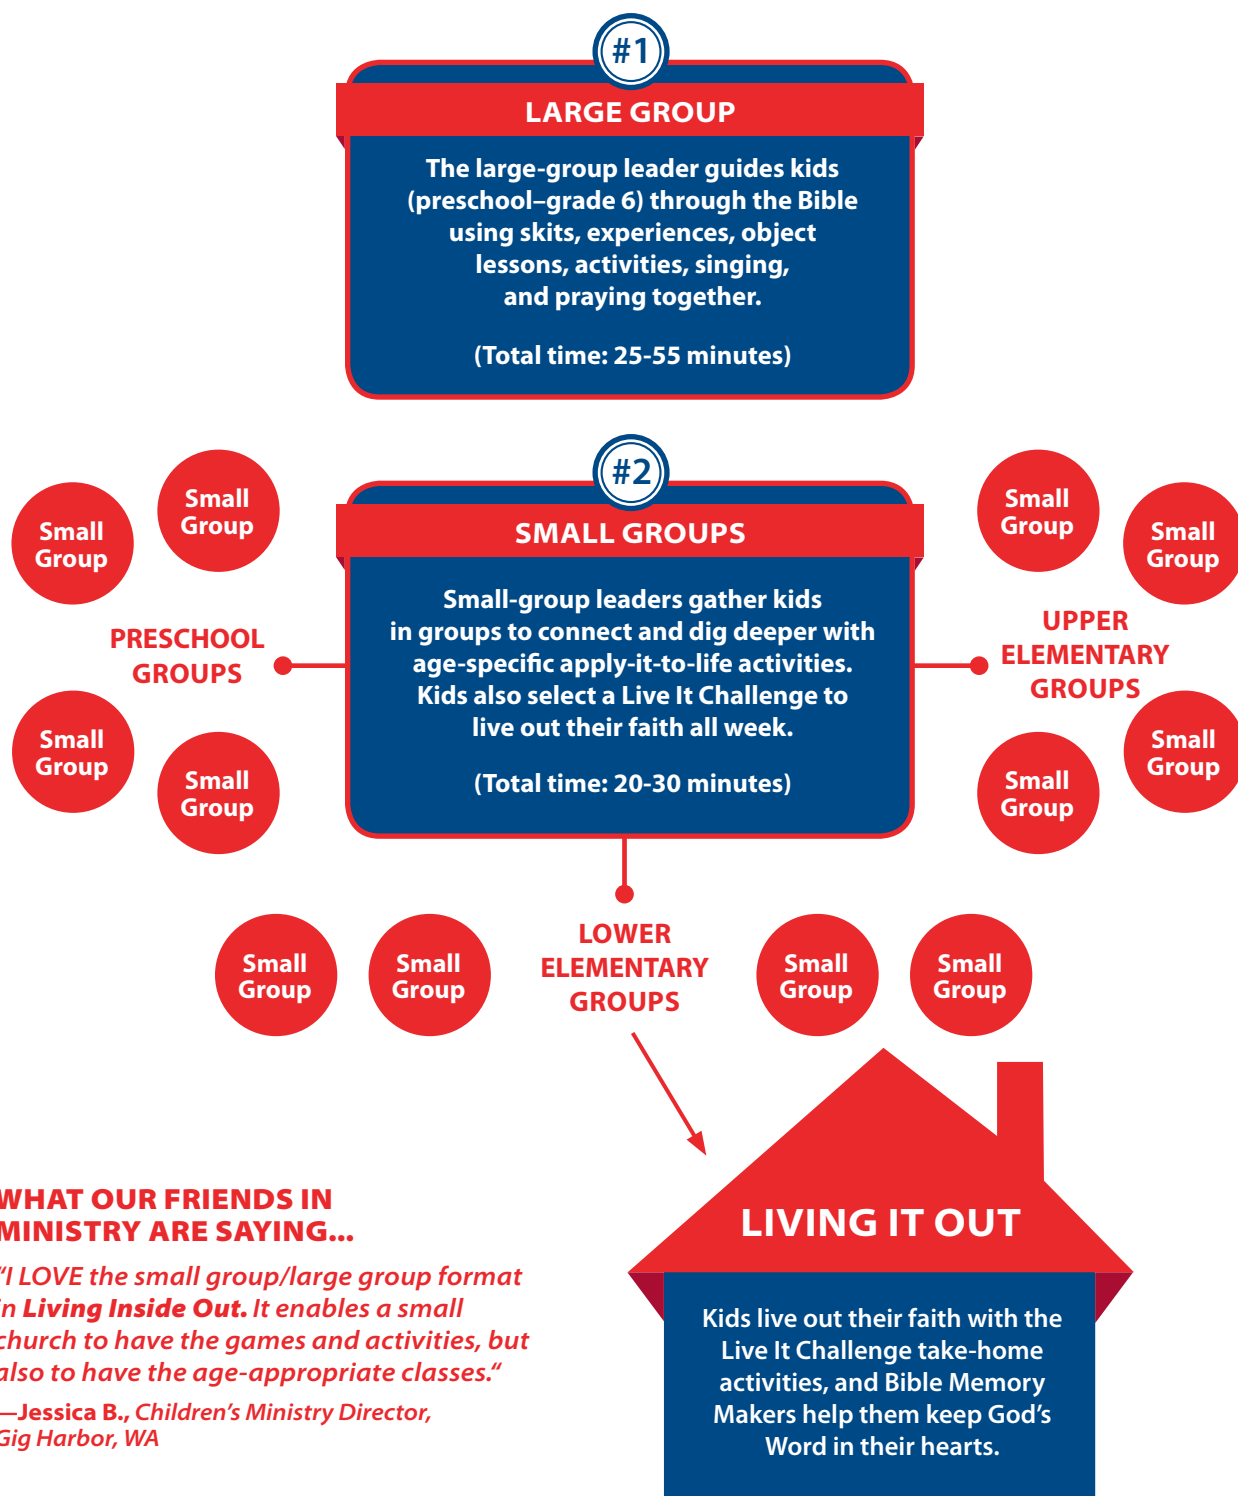 #1
LARGE GROUP
The large-group leader guides kids
(preschool–grade 6) through the Bible
using skits, experiences, object
lessons, activities, singing,
and praying together.
(Total time: 25-55 minutes)
#2
SMALL GROUPS
Small-group leaders gather kids
in groups to connect and dig deeper with
age-specific apply-it-to-life activities.
Kids also select a Live It Challenge to
live out their faith all week.
(Total time: 20-30 minutes)
Small
Group
Small
Group
PRESCHOOL
GROUPS
Small
Group
Small
Group
Small
Group
Small
Group
UPPER
ELEMENTARY
GROUPS
Small
Group
Small
Group
Small
Group
Small
Group
LOWER
ELEMENTARY
GROUPS
Small
Group
Small
Group
LIVING IT OUT
Kids live out their faith with the
Live It Challenge take-home
activities, and Bible Memory
Makers help them keep God’s
Word in their hearts.
WHAT OUR FRIENDS IN
MINISTRY ARE SAYING...
“I LOVE the small group/large group format
in Living Inside Out. It enables a small
church to have the games and activities, but
also to have the age-appropriate classes.“
—Jessica B., Children’s Ministry Director,
Gig Harbor, WA